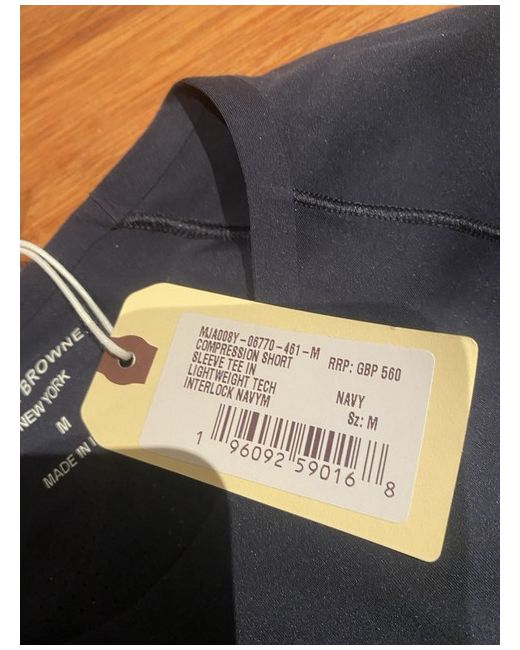 BROWNE
NEW YORK
M
MADE IN
MJA008Y-06770-461-M
COMPRESSION SHORT
SLEEVE TEE IN
LIGHTWEIGHT TECH
INTERLOCK NAVYM
RRP: GBP 560
NAVY
Sz: M
1 96092 59016 8